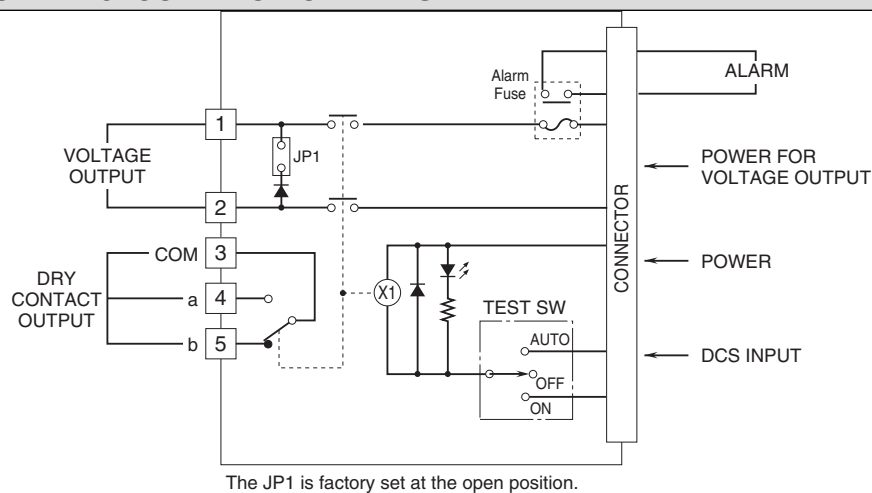 Alarm
Fuse
ALARM
1
JP1
VOLTAGE
OUTPUT
POWER FOR
VOLTAGE OUTPUT
2
CONNECTOR
COM
3
POWER
DRY
CONTACT
OUTPUT
a
4
X1
TEST SW
AUTO
b
5
DCS INPUT
OFF
ON
The JP1 is factory set at the open position.